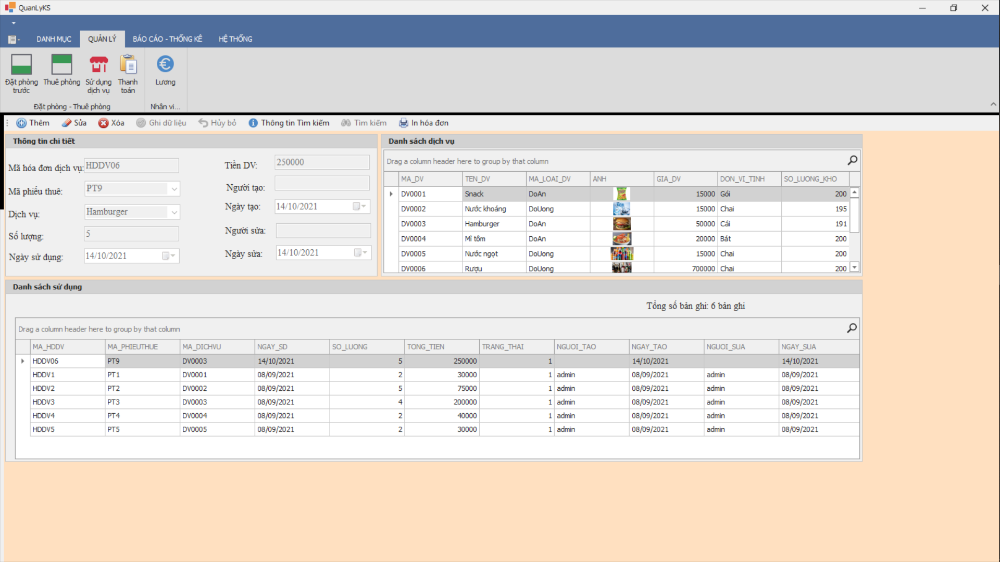 QuanLyKS
DANH MỤC QUẢN LÝ BÁO CÁO - THỐNG KÊ HỆ THỐNG
Đặt phòng trước Thuê phòng Sử dụng dịch vụ Thanh toán Lương
Đặt phòng - Thuê phòng Nhân vi...
Thêm Sửa Xóa Ghi dữ liệu Hủy bỏ Thông tin Tìm kiếm Tìm kiếm In hóa đơn
Thông tin chi tiết
Mã hóa đơn dịch vụ: HDDV06 Tiền DV: 250000
Mã phiếu thuê: PT9 Người tạo:
Dịch vụ: Hamburger Ngày tạo: 14/10/2021
Số lượng: 5 Người sửa:
Ngày sử dụng: 14/10/2021 Ngày sửa: 14/10/2021
Danh sách dịch vụ
Drag a column header here to group by that column
MA_DV TEN_DV MA_LOAI_DV ANH GIA_DV DON_VI_TINH SO_LUONG_KHO
DV0001 Snack DoAn 15000 Gói 200
DV0002 Nước khoáng DoUong 15000 Chai 195
DV0003 Hamburger DoAn 50000 Cái 191
DV0004 Mì tôm DoAn 20000 Bát 200
DV0005 Nước ngọt DoUong 15000 Chai 200
DV0006 Rượu DoUong 700000 Chai 200
Danh sách sử dụng
Tổng số bản ghi: 6 bản ghi
Drag a column header here to group by that column
MA_HDDV MA_PHIEUTHUE MA_DICHVU NGAY_SD SO_LUONG TONG_TIEN TRANG_THAI NGUOI_TAO NGAY_TAO NGUOI_SUA NGAY_SUA
HDDV06 PT9 DV0003 14/10/2021 5 250000 1 14/10/2021 14/10/2021
HDDV1 PT1 DV0001 08/09/2021 2 30000 1 admin 08/09/2021 admin 08/09/2021
HDDV2 PT2 DV0002 08/09/2021 5 75000 1 admin 08/09/2021 admin 08/09/2021
HDDV3 PT3 DV0003 08/09/2021 4 200000 1 admin 08/09/2021 admin 08/09/2021
HDDV4 PT4 DV0004 08/09/2021 2 40000 1 admin 08/09/2021 admin 08/09/2021
HDDV5 PT5 DV0005 08/09/2021 2 30000 1 admin 08/09/2021 admin 08/09/2021